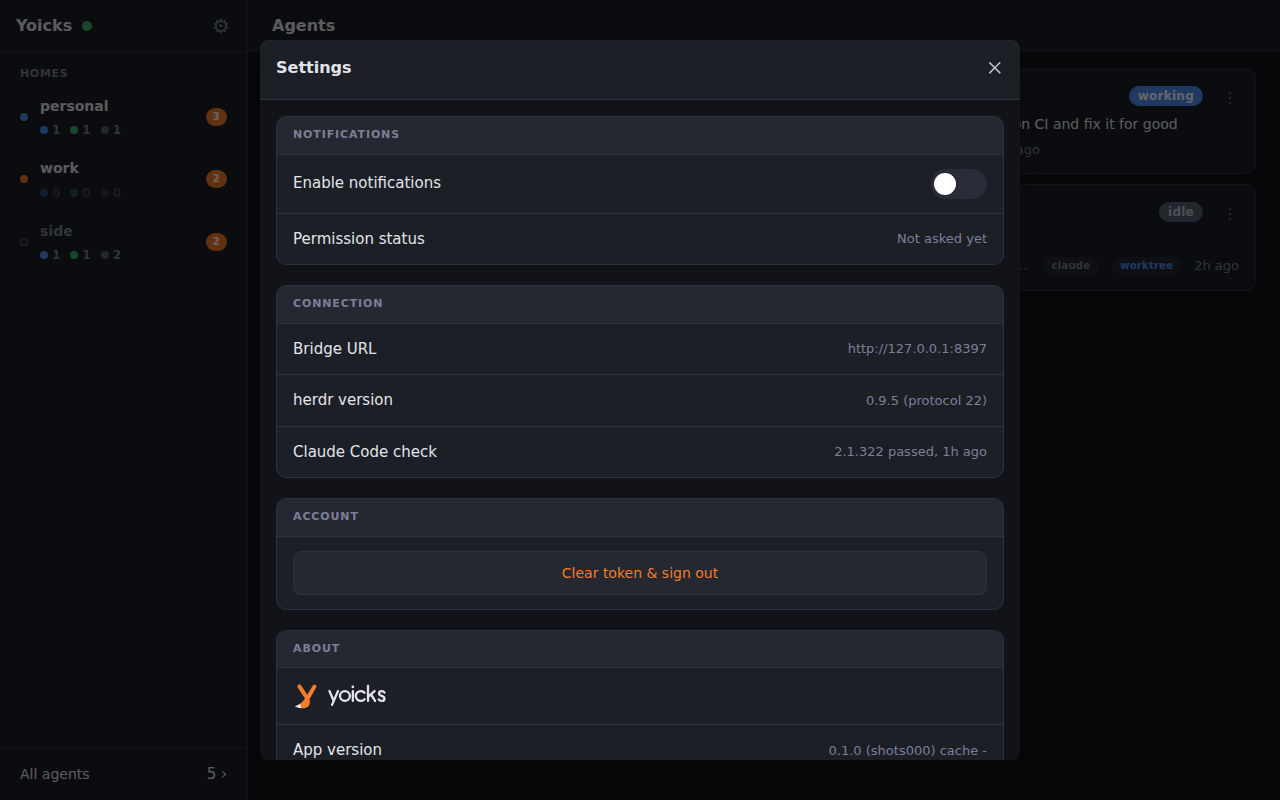 Yoicks
Agents
HOMES
personal
3
1 1 1
work
2
0 0 0
side
2
1 1 2
All agents
5 ›
working
n CI and fix it for good
ago
idle
... claude worktree 2h ago
Settings
NOTIFICATIONS
Enable notifications
Permission status
Not asked yet
CONNECTION
Bridge URL
http://127.0.0.1:8397
herdr version
0.9.5 (protocol 22)
Claude Code check
2.1.322 passed, 1h ago
ACCOUNT
Clear token & sign out
ABOUT
yoicks
App version
0.1.0 (shots000) cache -